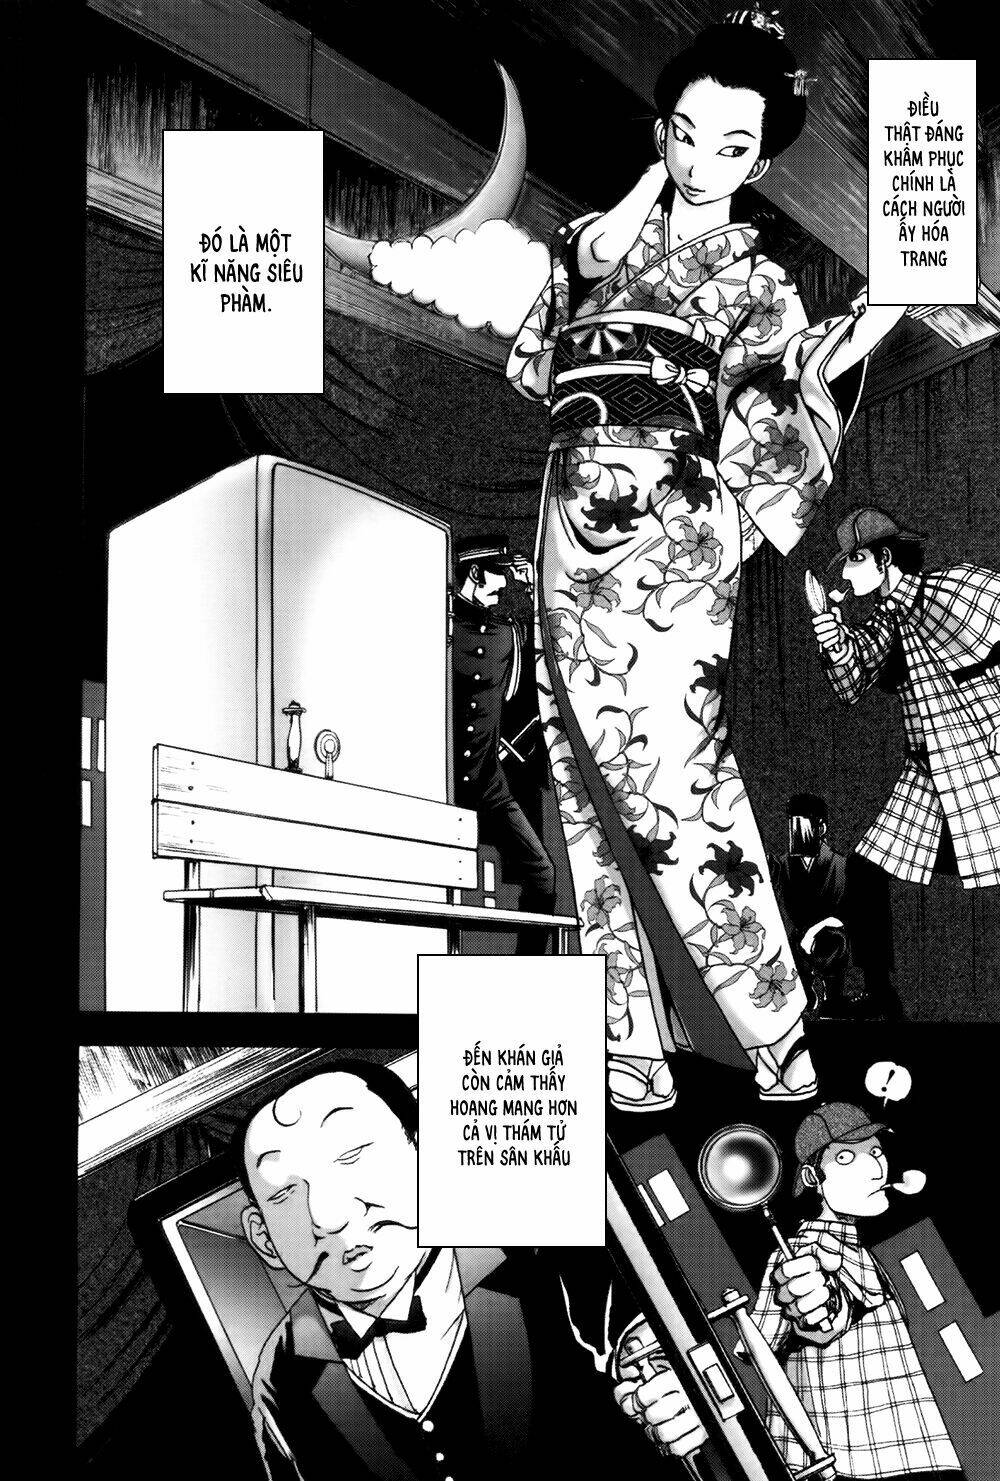 ĐIỀU
THẬT ĐÁNG
KHÂM PHỤC
CHÍNH LÀ
CÁCH NGƯỜI
ẤY HÓA
TRANG
ĐÓ LÀ MỘT
KĨ NĂNG SIÊU
PHÀM.
ĐẾN KHÁN GIẢ
CÒN CẢM THẤY
HOANG MANG HƠN
CẢ VỊ THÁM TỬ
TRÊN SÂN KHẤU
!